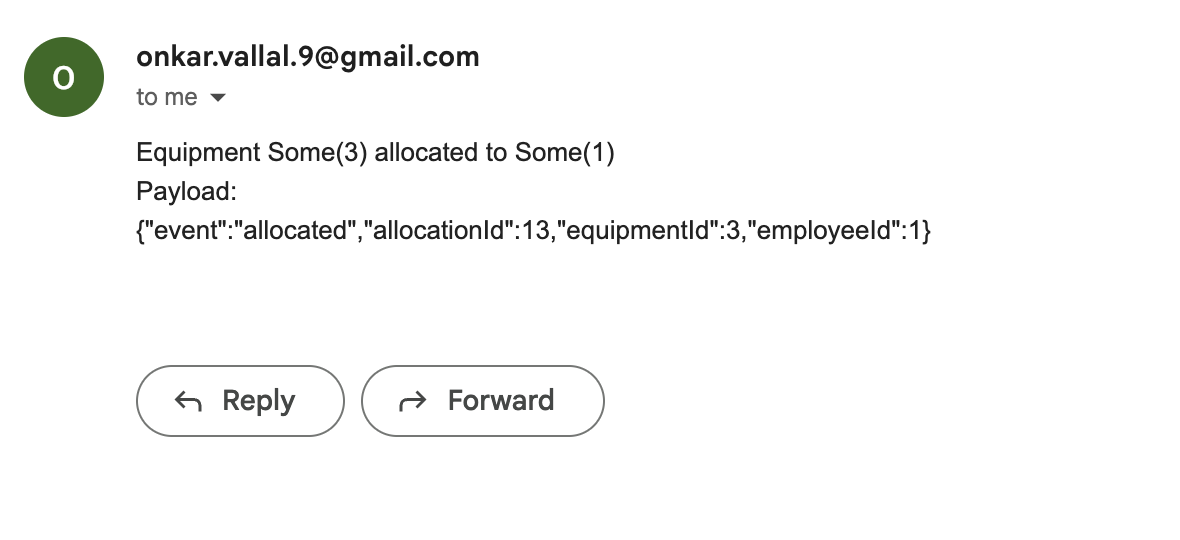 O
onkar.vallal.9@gmail.com
to me
Equipment Some(3) allocated to Some(1)
Payload:
{"event":"allocated","allocationId":13,"equipmentId":3,"employeeId":1}
Reply
Forward